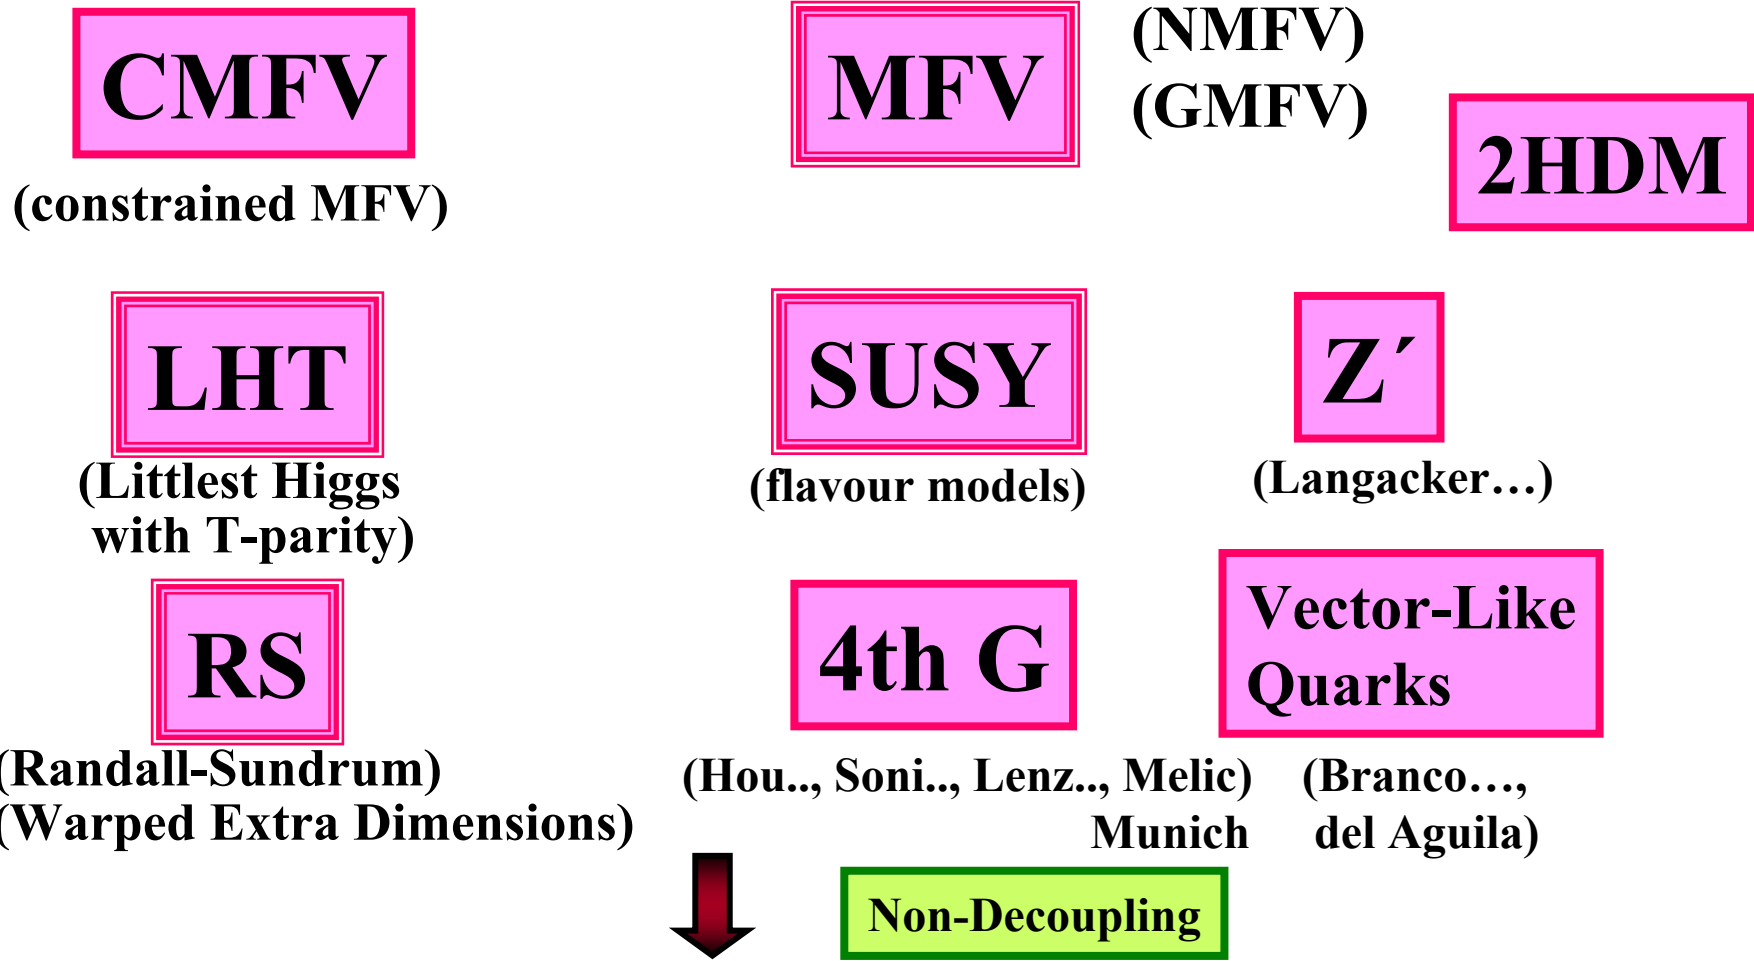 CMFV
(constrained MFV)
MFV
(NMFV)
(GMFV)
2HDM
LHT
(Littlest Higgs
with T-parity)
SUSY
(flavour models)
Z´
(Langacker...)
RS
(Randall-Sundrum)
(Warped Extra Dimensions)
4th G
(Hou.., Soni.., Lenz.., Melic)
Munich
Vector-Like
Quarks
(Branco...,
del Aguila)
Non-Decoupling